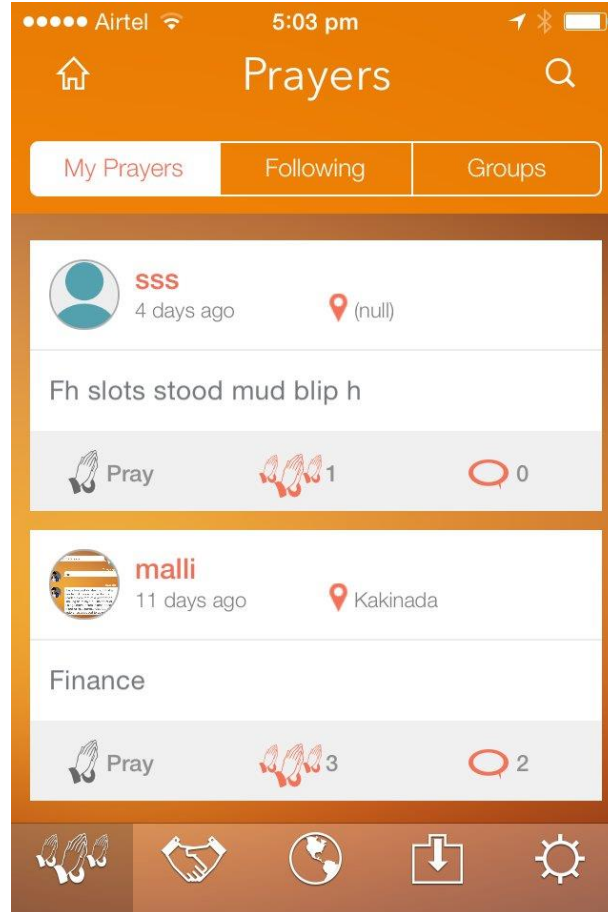 Airtel 5:03 pm
Prayers
My Prayers Following Groups
sss
4 days ago (null)
Fh slots stood mud blip h
Pray 1 0
malli
11 days ago Kakinada
Finance
Pray 3 2